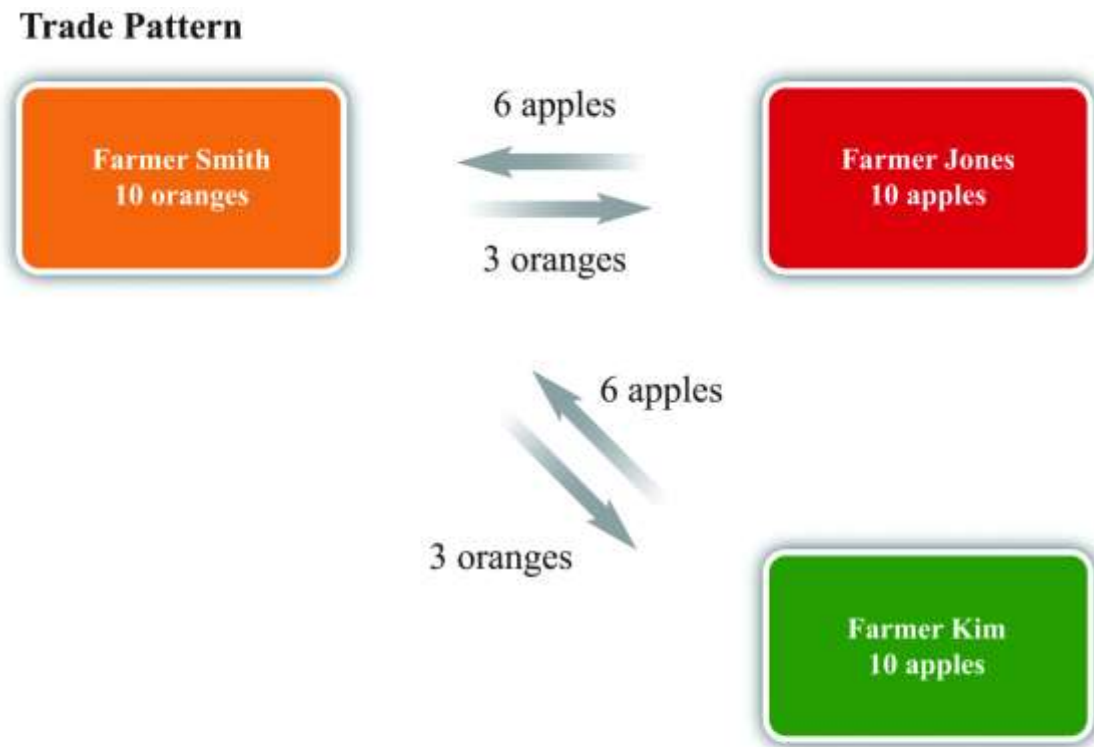 Trade Pattern
6 apples
Farmer Smith
10 oranges
Farmer Jones
10 apples
3 oranges
6 apples
3 oranges
Farmer Kim
10 apples